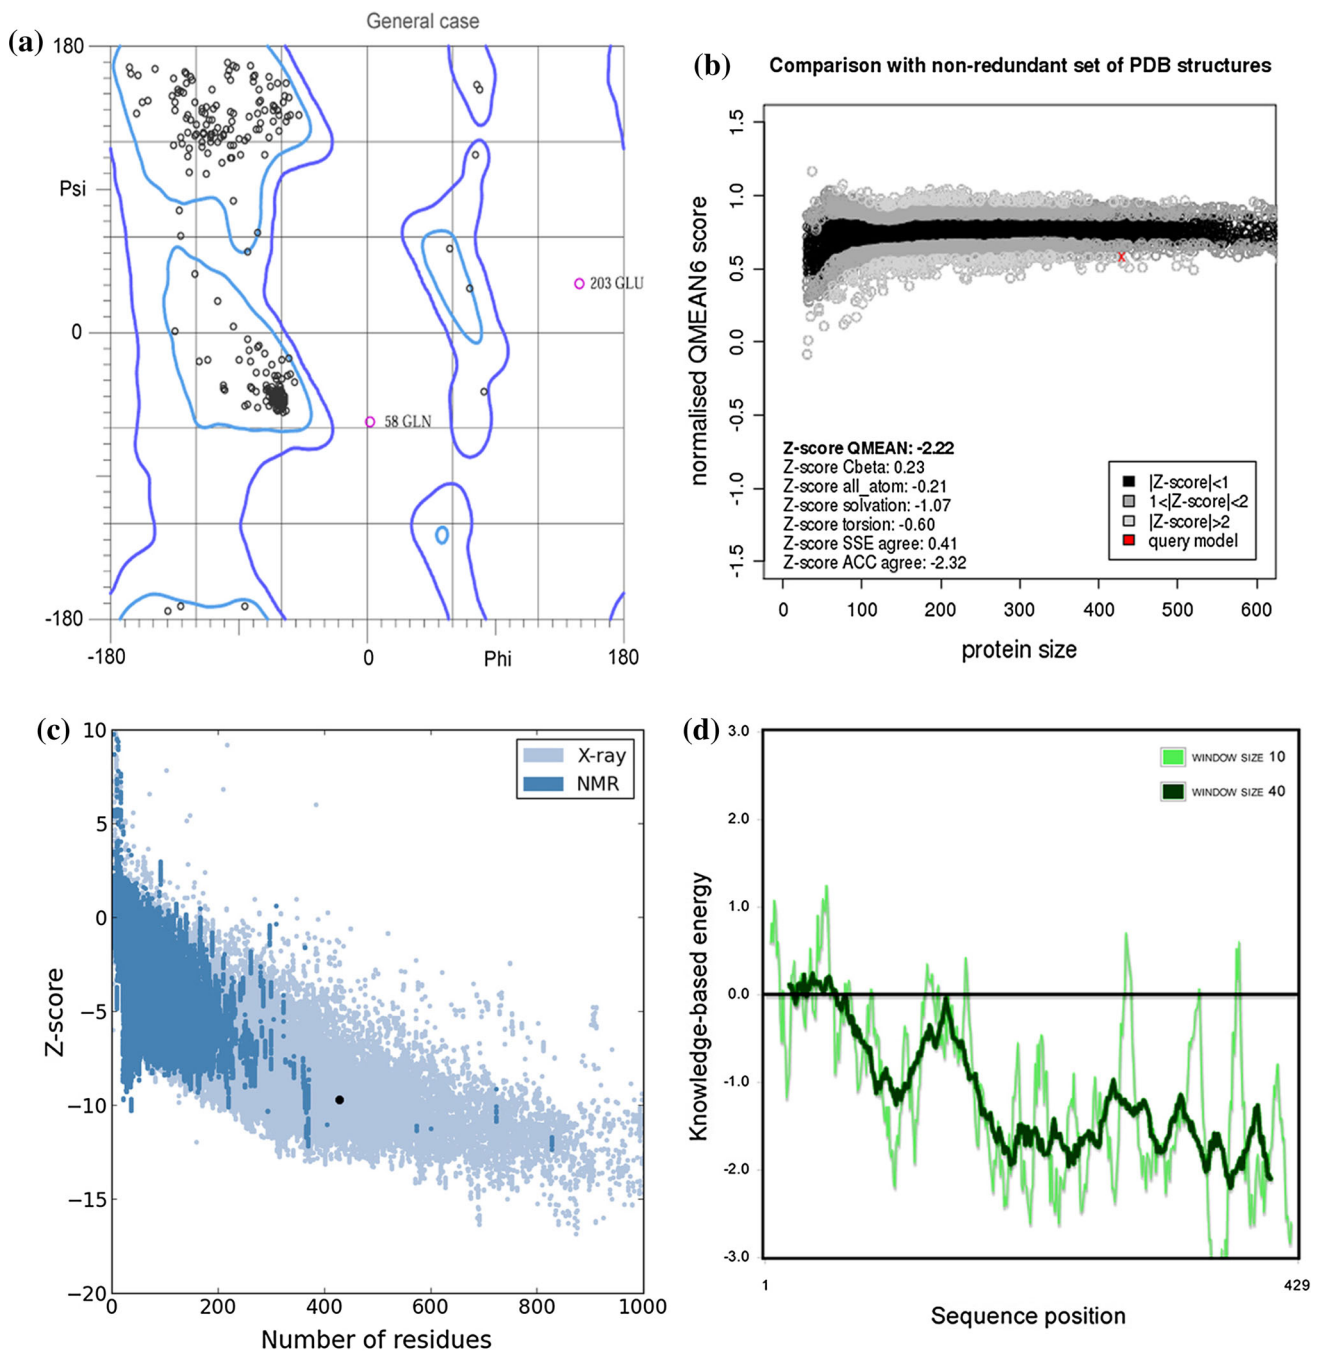 (a)
General case
180
Psi
0
-180
-180
0
Phi
180
203 GLU
58 GLN
(b)
Comparison with non-redundant set of PDB structures
normalised QMEAN6 score
1.5
1.0
0.5
0.0
-0.5
-1.0
-1.5
Z-score QMEAN: -2.22
Z-score Cbeta: 0.23
Z-score all_atom: -0.21
Z-score solvation: -1.07
Z-score torsion: -0.60
Z-score SSE agree: 0.41
Z-score ACC agree: -2.32
|Z-score|<1
1<|Z-score|<2
|Z-score|>2
query model
x
0 100 200 300 400 500 600
protein size
(c)
Z-score
10
5
0
−5
−10
−15
−20
X-ray
NMR
0 200 400 600 800 1000
Number of residues
(d)
Knowledge-based energy
3.0
2.0
1.0
0.0
-1.0
-2.0
-3.0
WINDOW SIZE 10
WINDOW SIZE 40
1 429
Sequence position